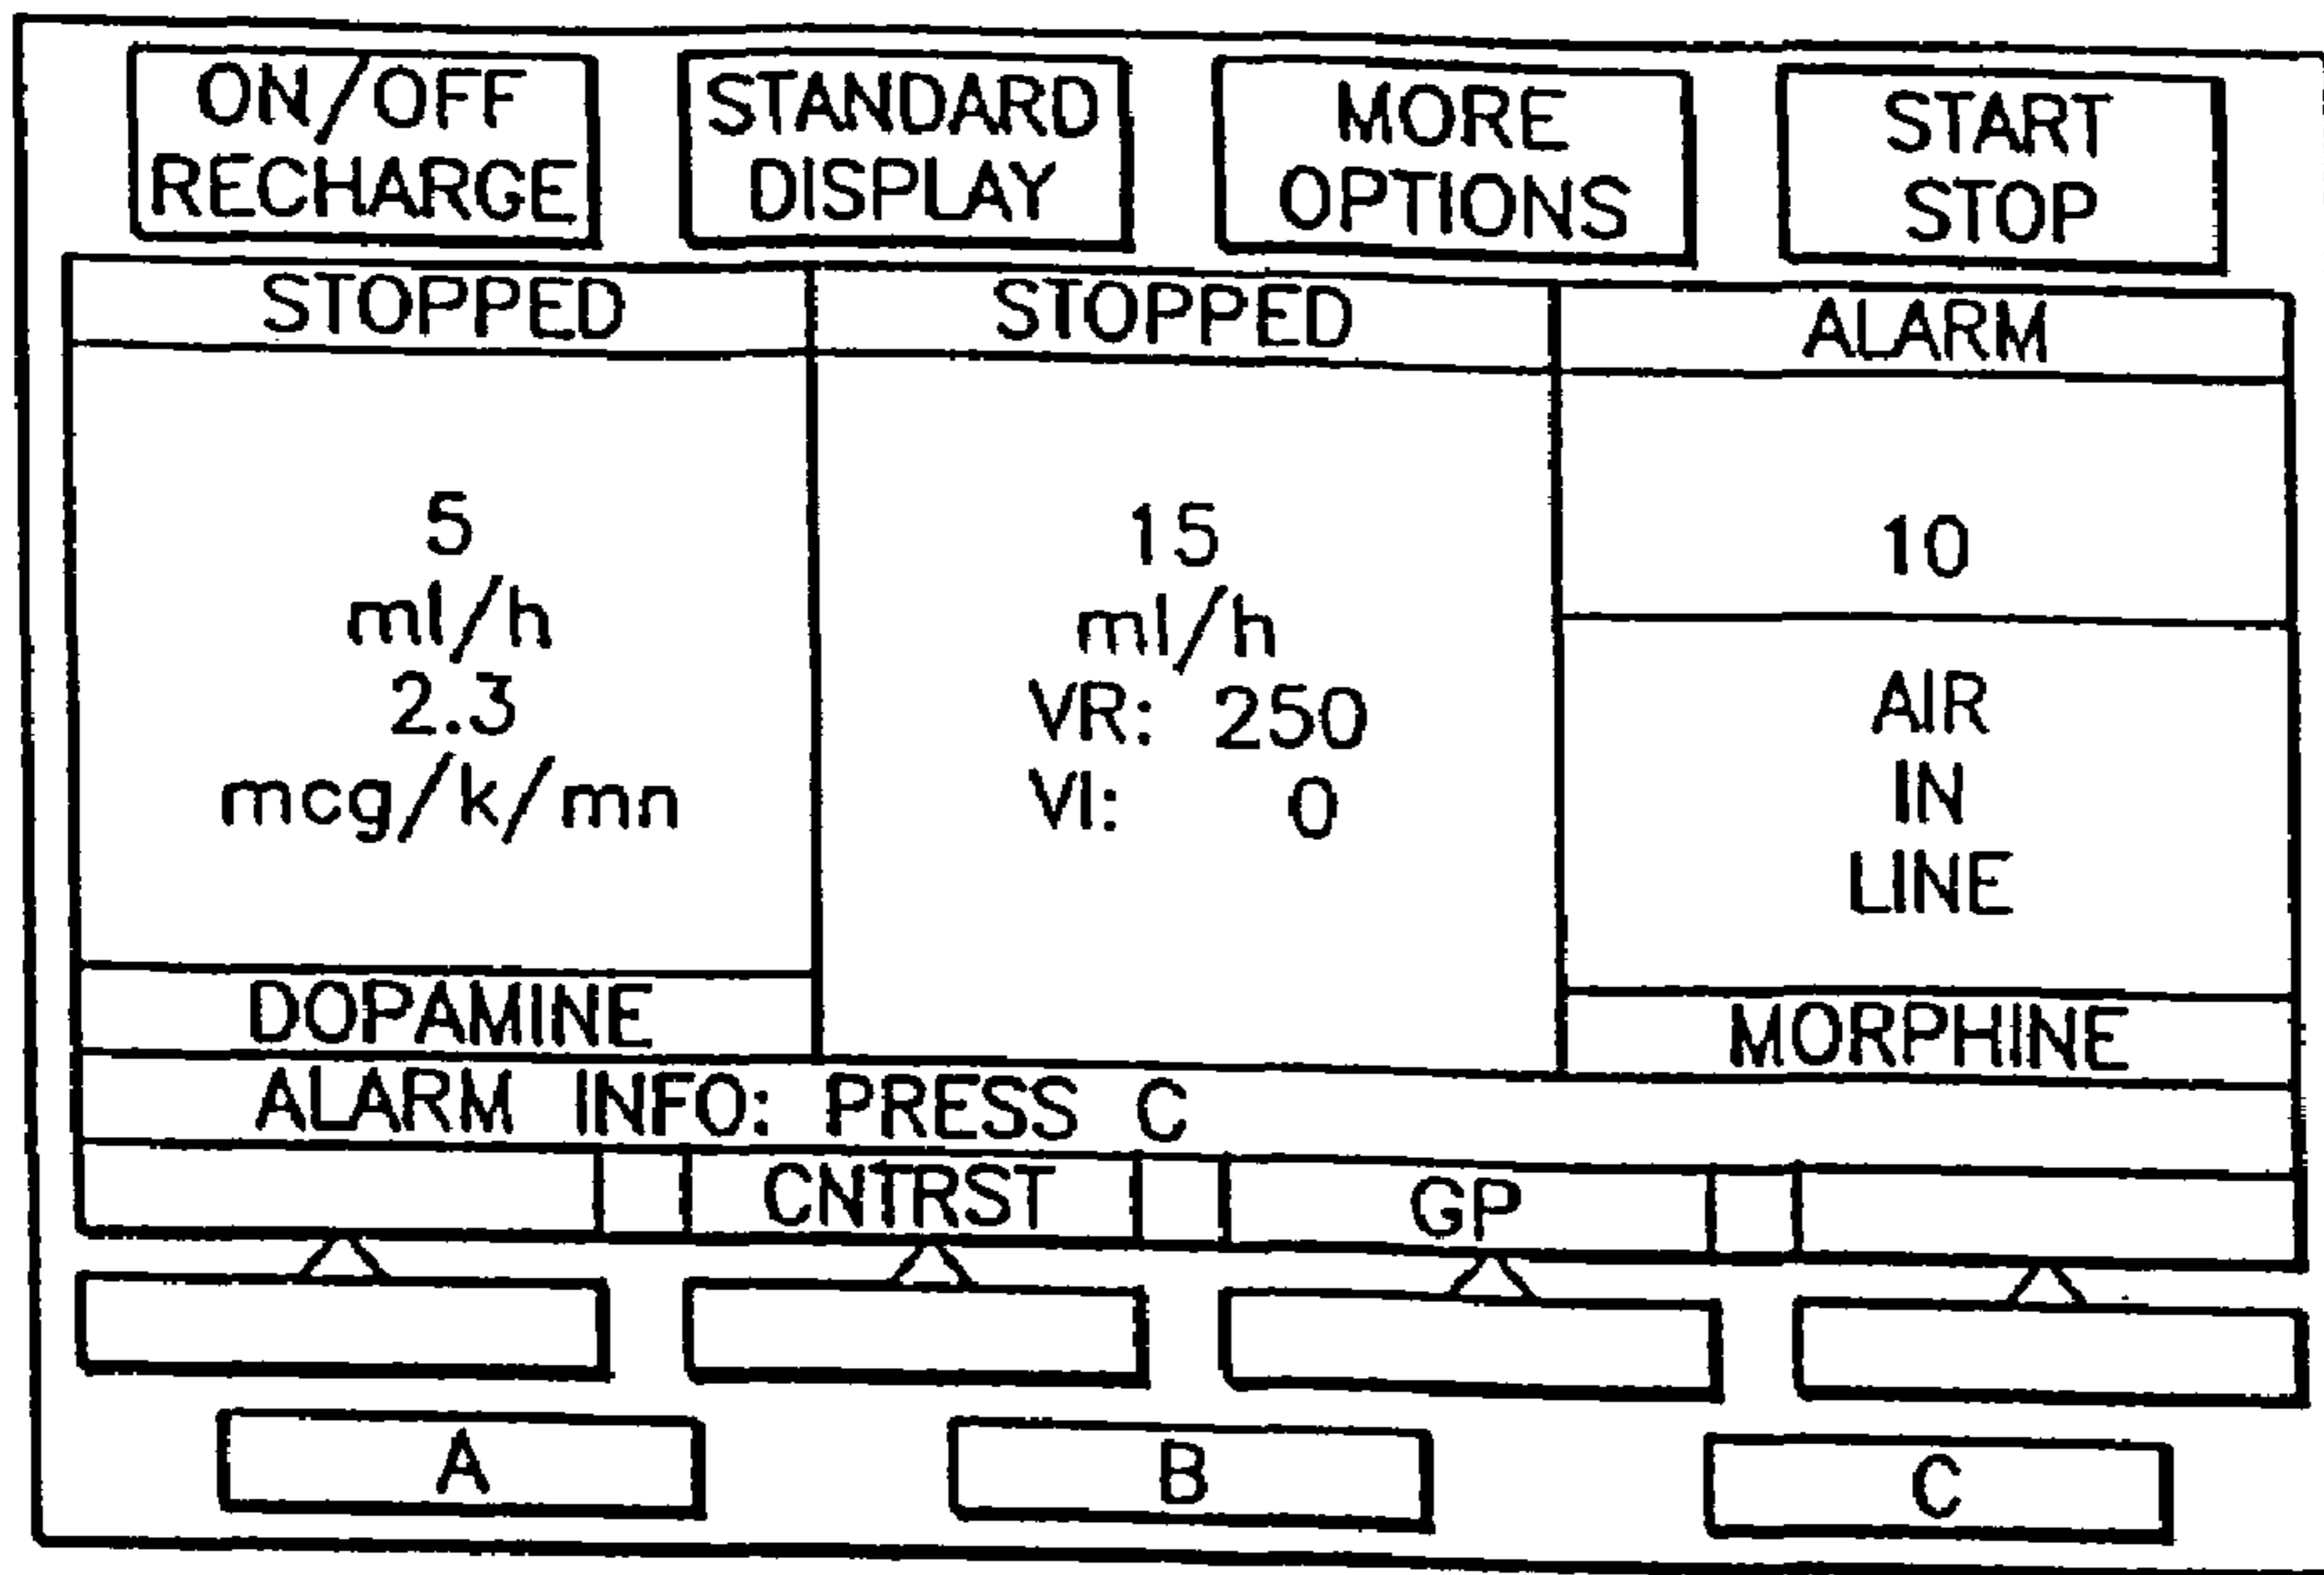 ON/OFF
RECHARGE
STANDARD
DISPLAY
MORE
OPTIONS
START
STOP
STOPPED
5
ml/h
2.3
mcg/k/mn
DOPAMINE
STOPPED
15
ml/h
VR: 250
VI: 0
ALARM
10
AIR
IN
LINE
MORPHINE
ALARM INFO: PRESS C
CNTRST
GP
A
B
C